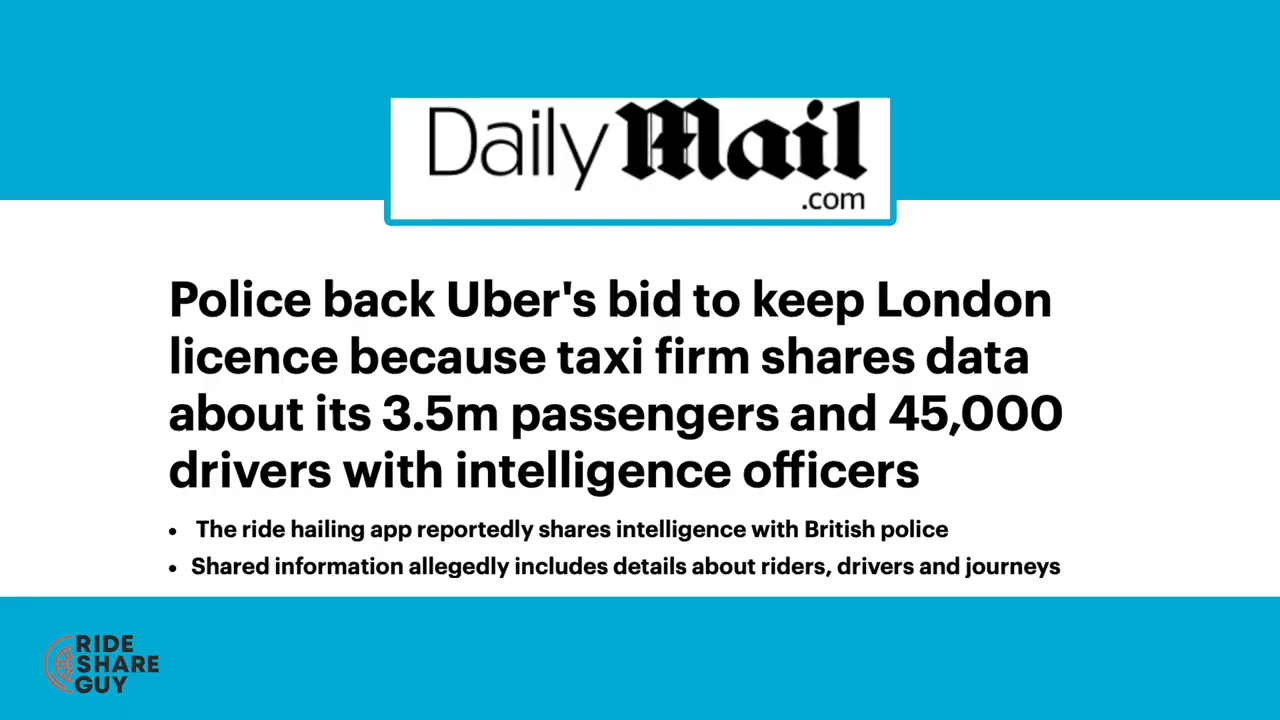 Daily Mail
.com
Police back Uber's bid to keep London
licence because taxi firm shares data
about its 3.5m passengers and 45,000
drivers with intelligence officers
• The ride hailing app reportedly shares intelligence with British police
• Shared information allegedly includes details about riders, drivers and journeys
RIDE
SHARE
GUY